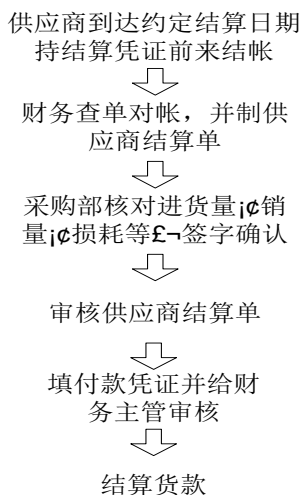 供应商到达约定结算日期
持结算凭证前来结帐
财务查单对帐，并制供
应商结算单
采购部核对进货量¡¢销
量¡¢损耗等£¬签字确认
审核供应商结算单
填付款凭证并给财
务主管审核
结算货款